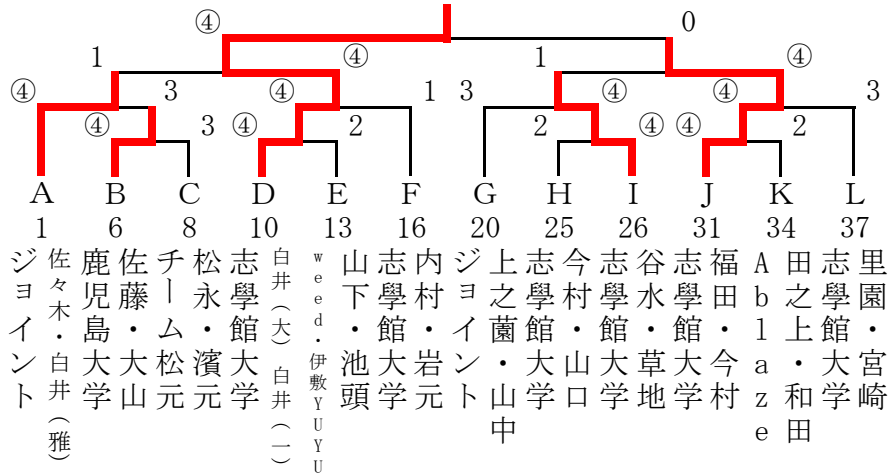 ④ 0
1 ④ 1 ④
④ 3 ④ 1 3 ④ ④ 3
④ 3 ④ 2 2 ④ ④ 2
A B C D E F G H I J K L
1 6 8 10 13 16 20 25 26 31 34 37
ジョイント
佐々木・白井（雅）
鹿児島大学
佐藤・大山
チーム松元
松永・濱元
志學館大学
白井（大） 白井（一）
weed・伊敷YUYU
山下・池頭
志學館大学
内村・岩元
ジョイント
上之薗・山中
志學館大学
今村・山口
志學館大学
谷水・草地
志學館大学
福田・今村
Ablaze
田之上・和田
志學館大学
里園・宮崎